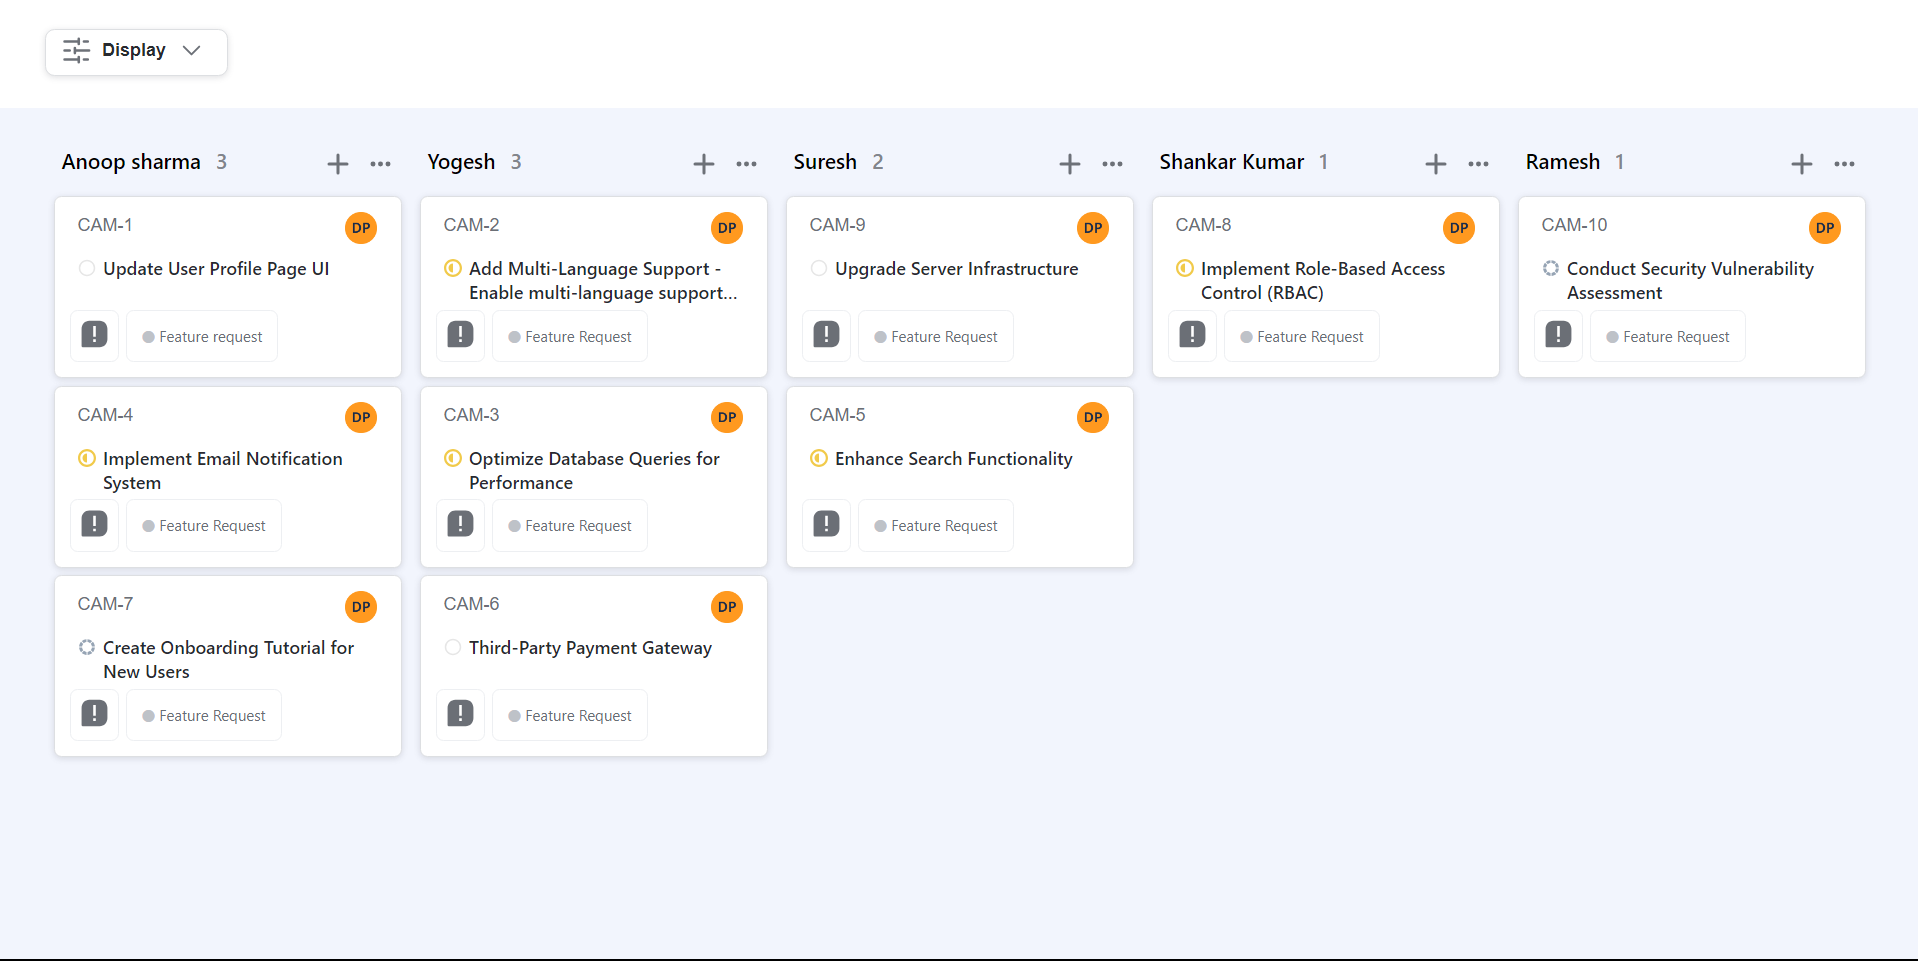 Display
Anoop sharma 3
CAM-1
DP
Update User Profile Page UI
Feature request
CAM-4
DP
Implement Email Notification
System
Feature Request
CAM-7
DP
Create Onboarding Tutorial for
New Users
Feature Request
Yogesh 3
CAM-2
DP
Add Multi-Language Support -
Enable multi-language support...
Feature Request
CAM-3
DP
Optimize Database Queries for
Performance
Feature Request
CAM-6
DP
Third-Party Payment Gateway
Feature Request
Suresh 2
CAM-9
DP
Upgrade Server Infrastructure
Feature Request
CAM-5
DP
Enhance Search Functionality
Feature Request
Shankar Kumar 1
CAM-8
DP
Implement Role-Based Access
Control (RBAC)
Feature Request
Ramesh 1
CAM-10
DP
Conduct Security Vulnerability
Assessment
Feature Request